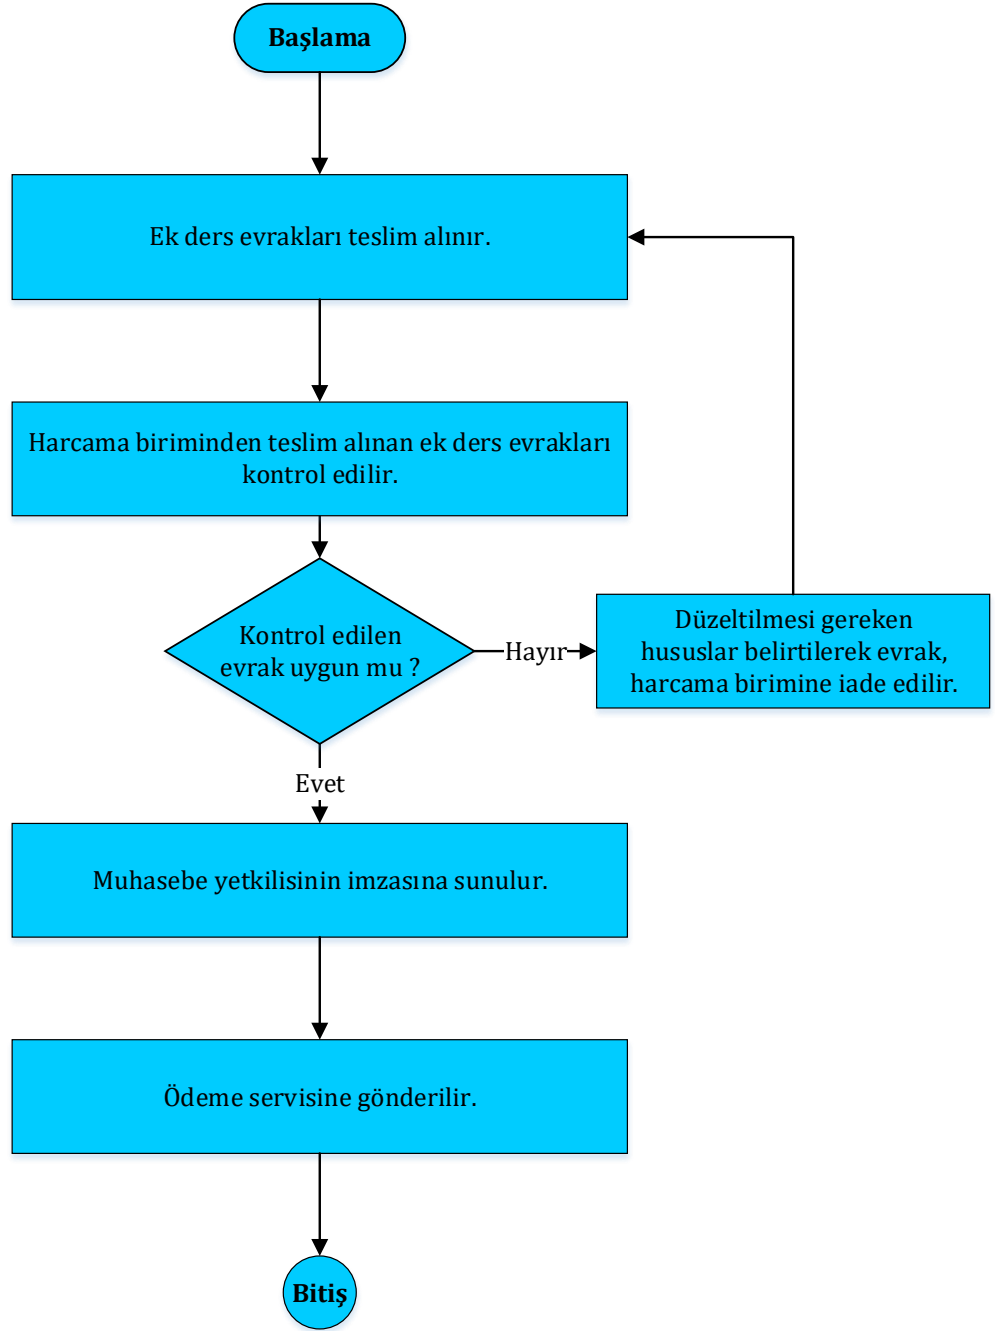 Başlama
Ek ders evrakları teslim alınır.
Harcama biriminden teslim alınan ek ders evrakları
kontrol edilir.
Kontrol edilen
evrak uygun mu ?
Hayır
Düzeltilmesi gereken
hususlar belirtilerek evrak,
harcama birimine iade edilir.
Evet
Muhasebe yetkilisinin imzasına sunulur.
Ödeme servisine gönderilir.
Bitiş